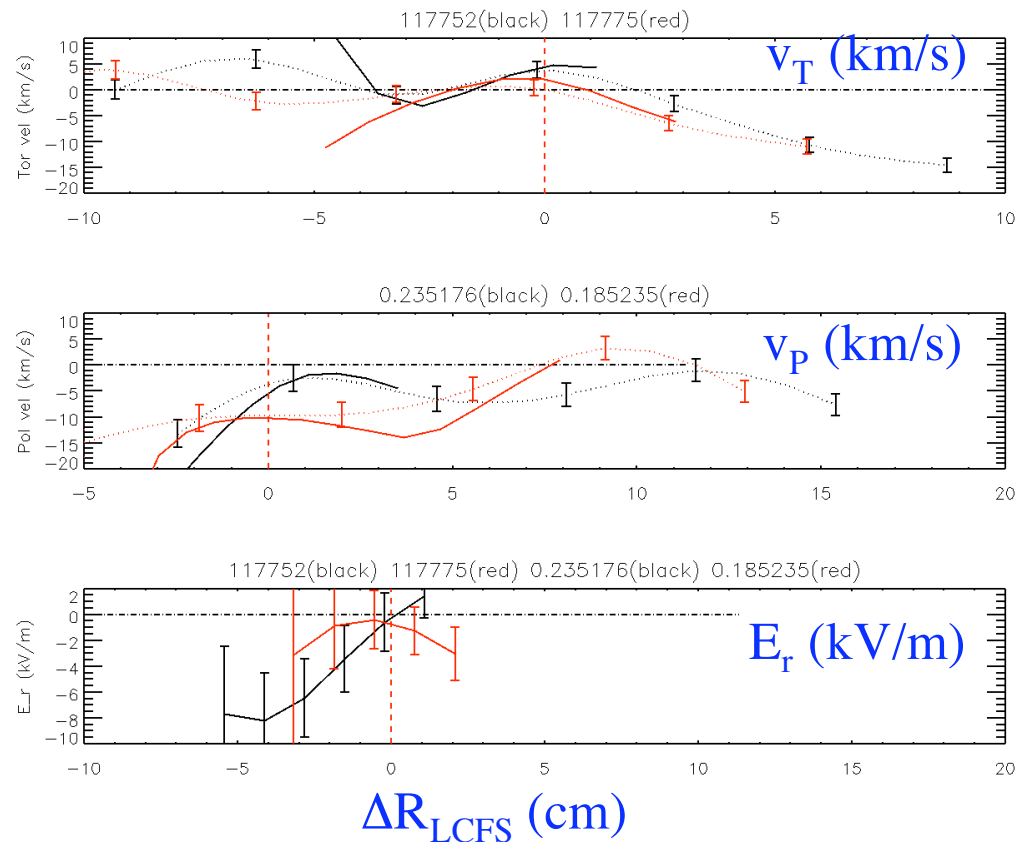 117752(black) 117775(red)
v_T (km/s)
Tor vel (km/s)
10
5
0
−5
−10
−15
−20
−10 −5 0 5 10
0.235176(black) 0.185235(red)
v_P (km/s)
Pol vel (km/s)
10
5
0
−5
−10
−15
−20
−5 0 5 10 15 20
117752(black) 117775(red) 0.235176(black) 0.185235(red)
E_r (kV/m)
E_r (kV/m)
2
0
−2
−4
−6
−8
−10
−10 −5 0 5 10 15 20
ΔR_LCFS (cm)